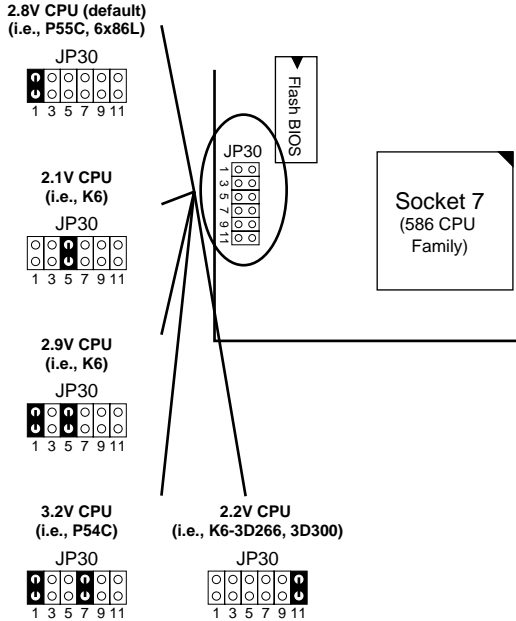 2.8V CPU (default)
(i.e., P55C, 6x86L)
JP30
1 3 5 7 9 11
2.1V CPU
(i.e., K6)
JP30
1 3 5 7 9 11
2.9V CPU
(i.e., K6)
JP30
1 3 5 7 9 11
3.2V CPU
(i.e., P54C)
JP30
1 3 5 7 9 11
2.2V CPU
(i.e., K6-3D266, 3D300)
JP30
1 3 5 7 9 11
Flash BIOS
JP30
1 3 5 7 9 11
Socket 7
(586 CPU
Family)